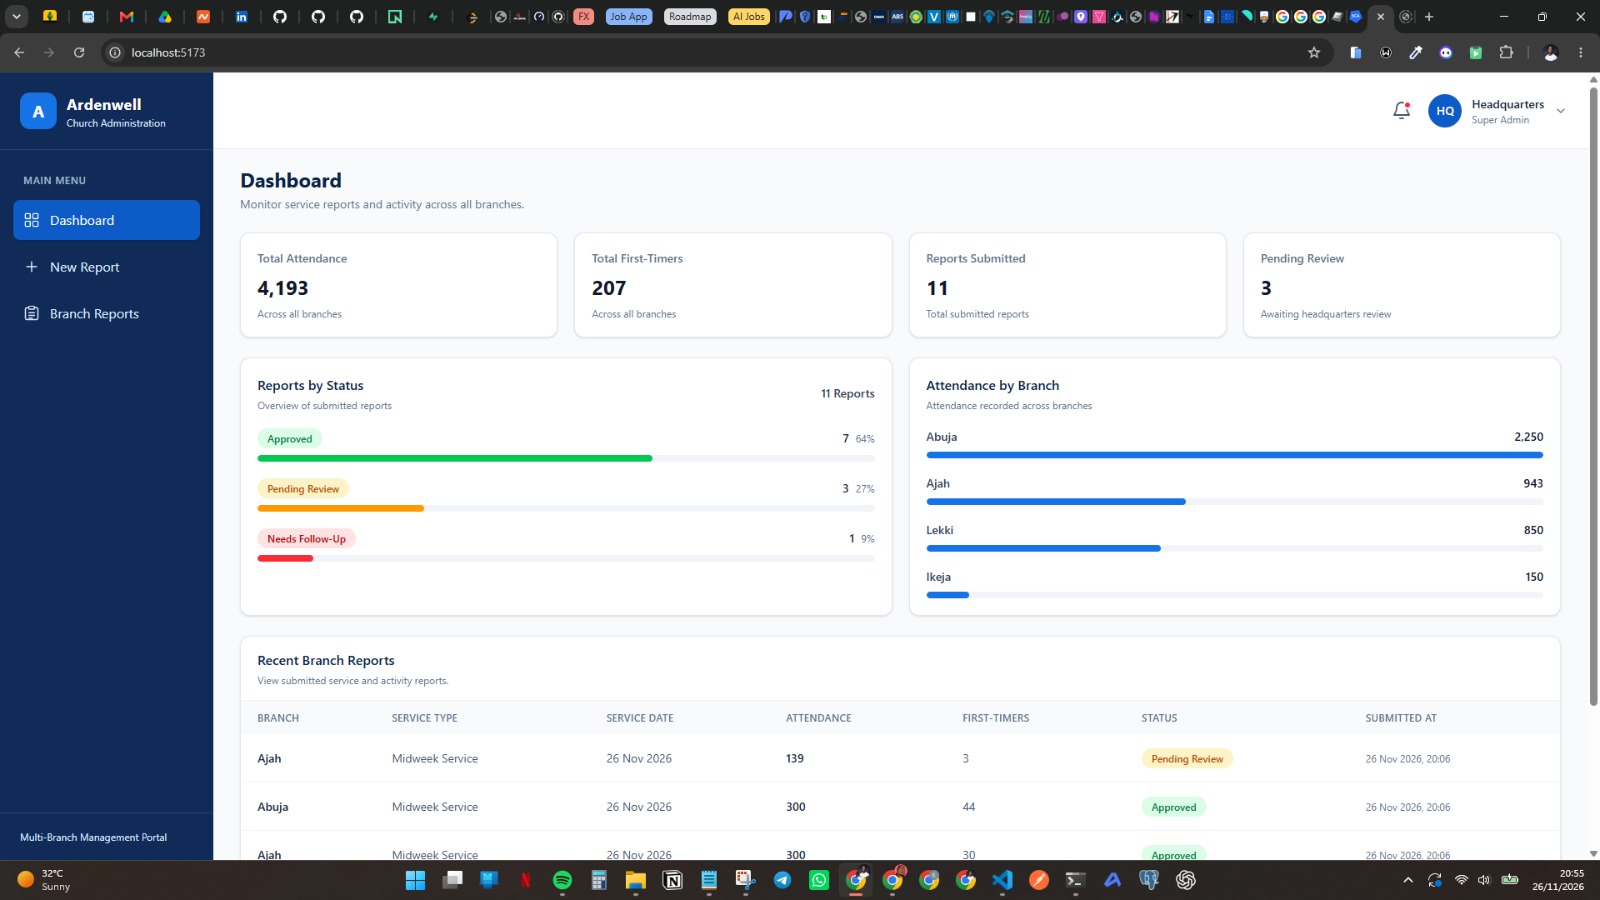 FX
Job App
Roadmap
AI Jobs
localhost:5173
A
Ardenwell
Church Administration
HQ
Headquarters
Super Admin
MAIN MENU
Dashboard
New Report
Branch Reports
Multi-Branch Management Portal
Dashboard
Monitor service reports and activity across all branches.
Total Attendance
4,193
Across all branches
Total First-Timers
207
Across all branches
Reports Submitted
11
Total submitted reports
Pending Review
3
Awaiting headquarters review
Reports by Status
Overview of submitted reports
11 Reports
Approved 7 64%
Pending Review 3 27%
Needs Follow-Up 1 9%
Attendance by Branch
Attendance recorded across branches
Abuja 2,250
Ajah 943
Lekki 850
Ikeja 150
Recent Branch Reports
View submitted service and activity reports.
BRANCH SERVICE TYPE SERVICE DATE ATTENDANCE FIRST-TIMERS STATUS SUBMITTED AT
Ajah Midweek Service 26 Nov 2026 139 3 Pending Review 26 Nov 2026, 20:06
Abuja Midweek Service 26 Nov 2026 300 44 Approved 26 Nov 2026, 20:06
Ajah Midweek Service 26 Nov 2026 300 30 Approved 26 Nov 2026, 20:06
32°C
Sunny
20:55
26/11/2026